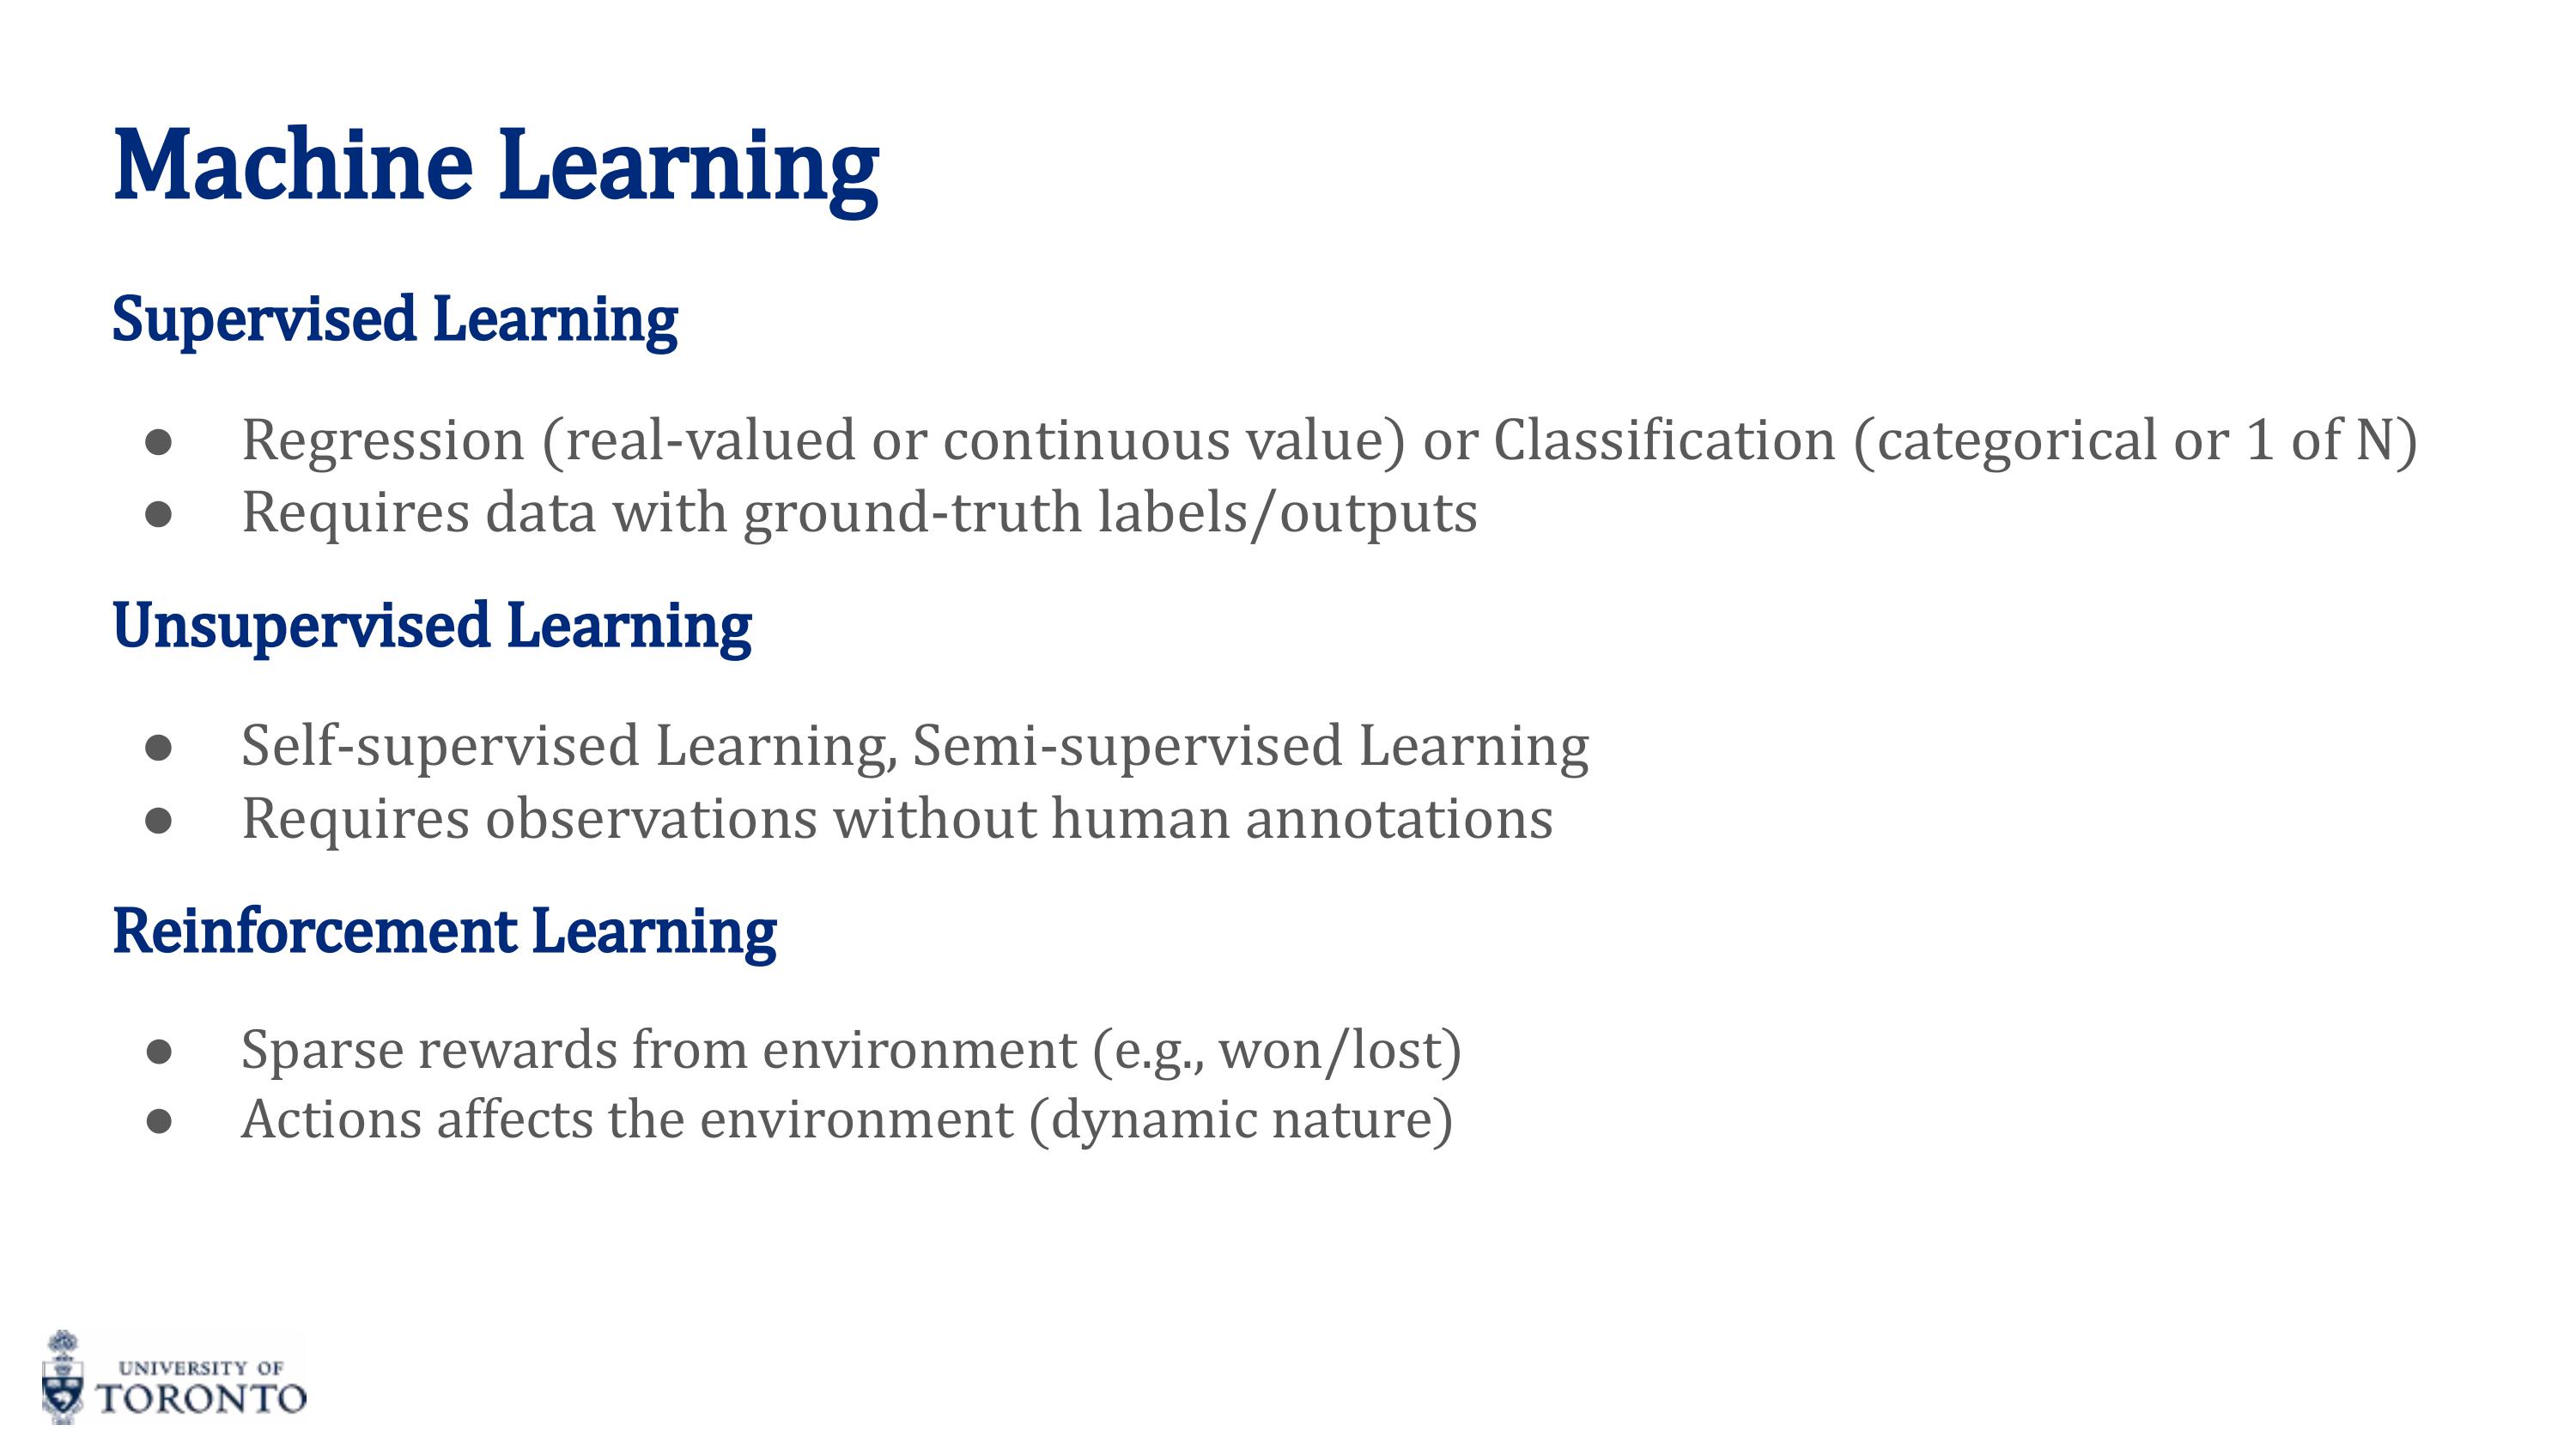 Machine Learning
Supervised Learning
● Regression (real-valued or continuous value) or Classification (categorical or 1 of N)
● Requires data with ground-truth labels/outputs
Unsupervised Learning
● Self-supervised Learning, Semi-supervised Learning
● Requires observations without human annotations
Reinforcement Learning
● Sparse rewards from environment (e.g., won/lost)
● Actions affects the environment (dynamic nature)
UNIVERSITY OF
TORONTO